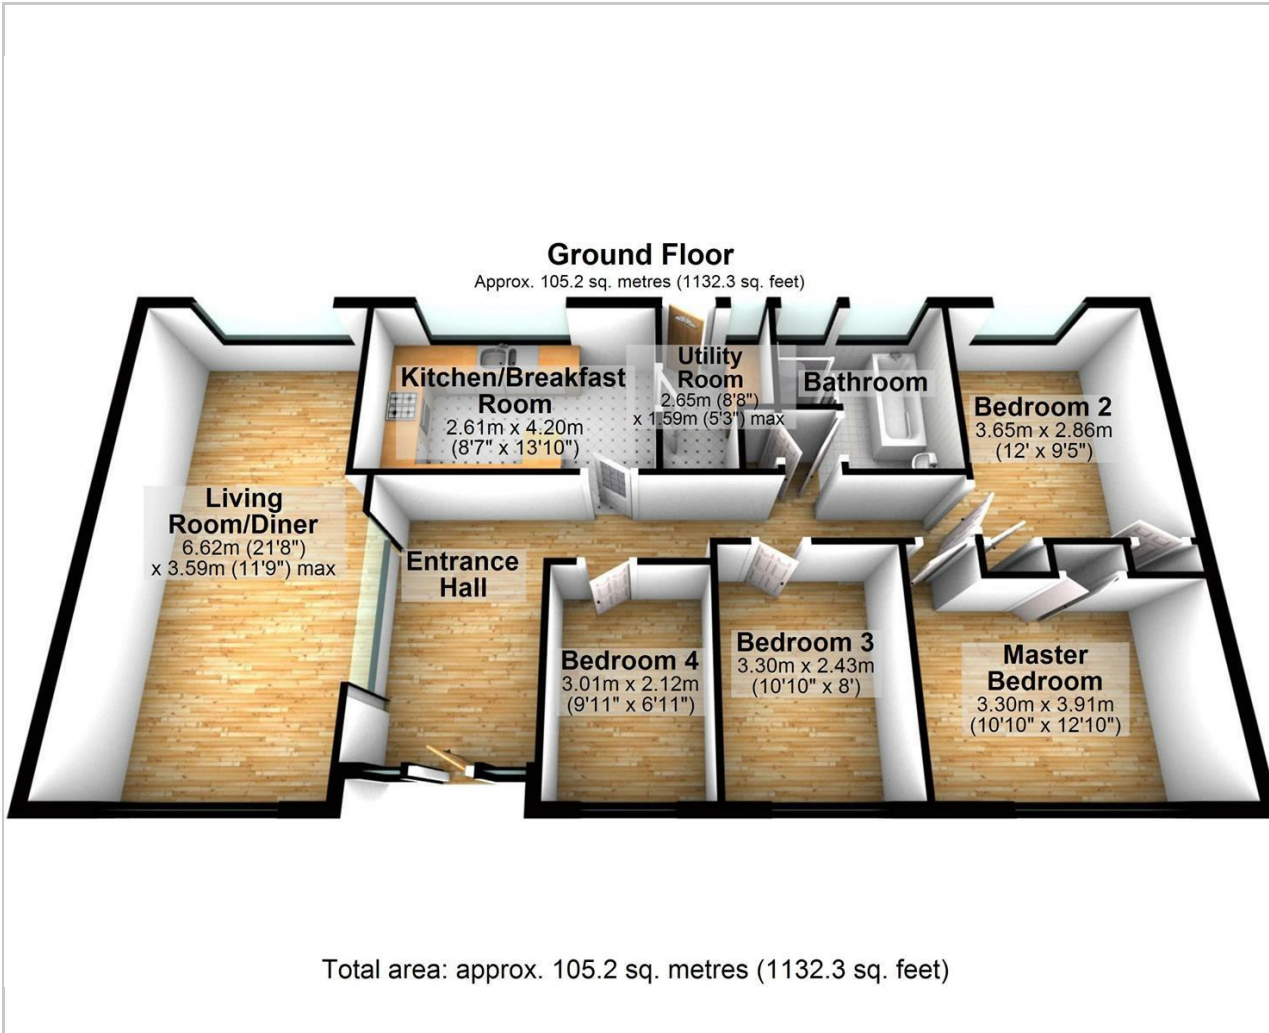 Ground Floor
Approx. 105.2 sq. metres (1132.3 sq. feet)
Kitchen/Breakfast
Room
2.61m x 4.20m
(8'7" x 13'10")
Utility
Room
2.65m (8'8")
x 1.59m (5'3") max
Bathroom
Bedroom 2
3.65m x 2.86m
(12' x 9'5")
Living
Room/Diner
6.62m (21'8")
x 3.59m (11'9") max
Entrance
Hall
Bedroom 4
3.01m x 2.12m
(9'11" x 6'11")
Bedroom 3
3.30m x 2.43m
(10'10" x 8')
Master
Bedroom
3.30m x 3.91m
(10'10" x 12'10")
Total area: approx. 105.2 sq. metres (1132.3 sq. feet)